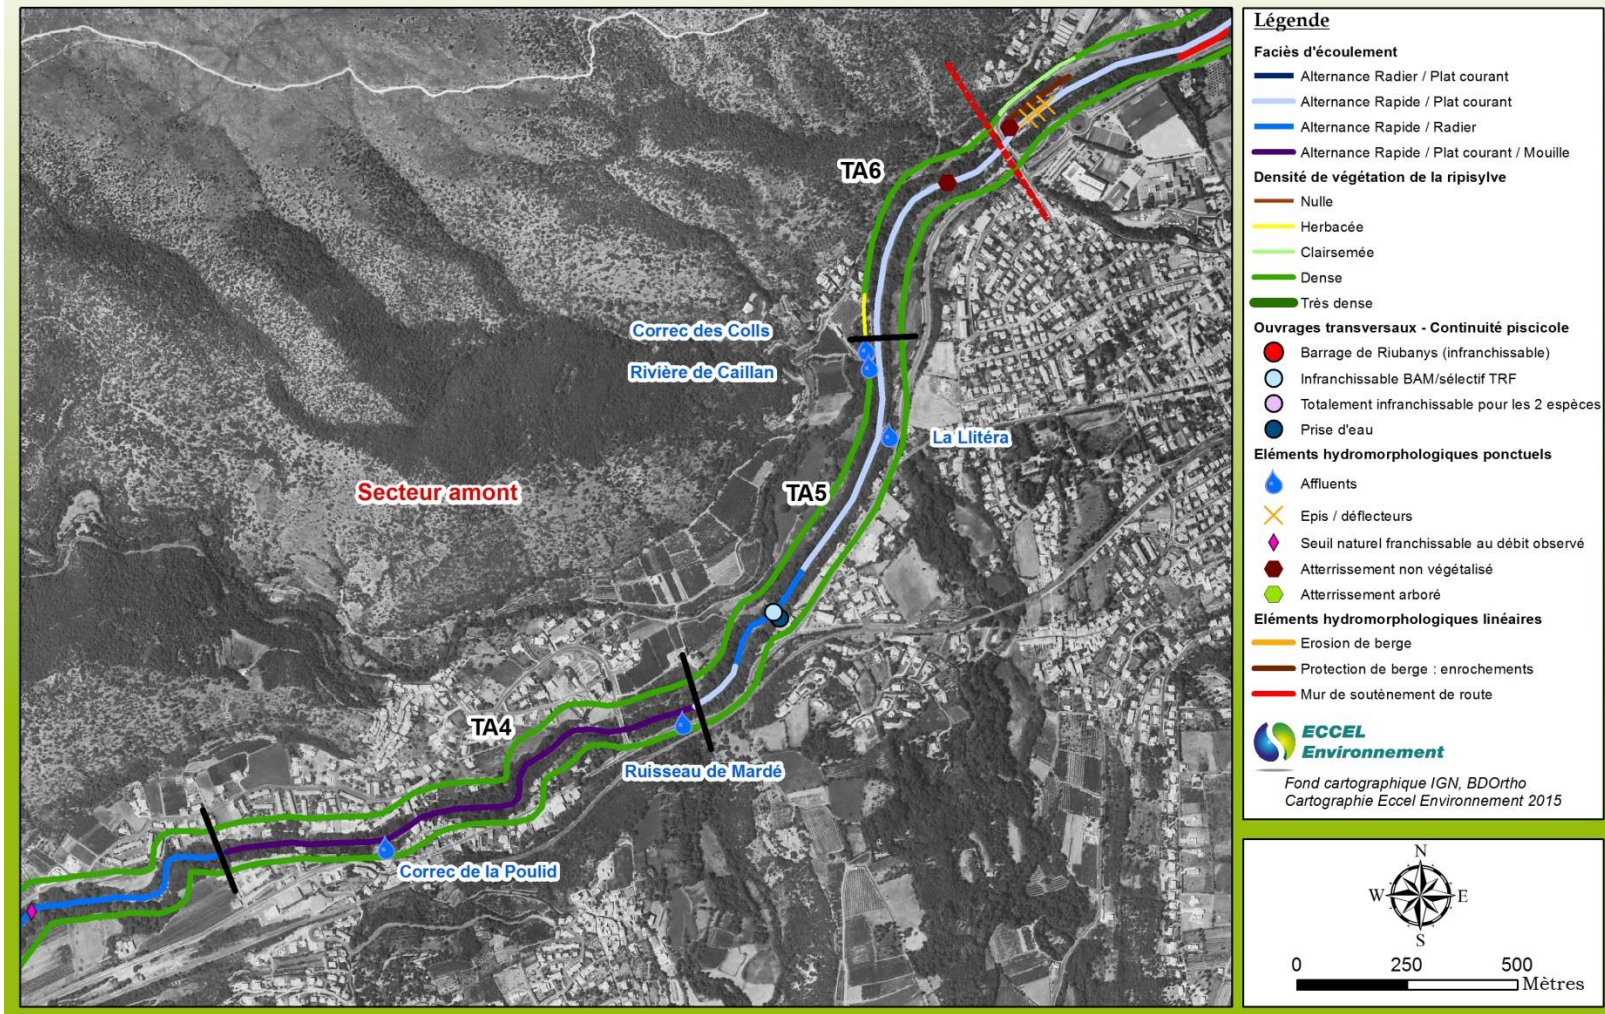 TA6
Correc des Colls
Rivière de Caillan
La Llitéra
Secteur amont
TA5
TA4
Ruisseau de Mardé
Correc de la Poulid
Légende
Faciès d'écoulement
Alternance Radier / Plat courant
Alternance Rapide / Plat courant
Alternance Rapide / Radier
Alternance Rapide / Plat courant / Mouille
Densité de végétation de la ripisylve
Nulle
Herbacée
Clairsemée
Dense
Très dense
Ouvrages transversaux - Continuité piscicole
Barrage de Riubanys (infranchissable)
Infranchissable BAM/sélectif TRF
Totalement infranchissable pour les 2 espèces
Prise d'eau
Eléments hydromorphologiques ponctuels
Affluents
Epis / déflecteurs
Seuil naturel franchissable au débit observé
Atterrissement non végétalisé
Atterrissement arboré
Eléments hydromorphologiques linéaires
Erosion de berge
Protection de berge : enrochements
Mur de soutènement de route
ECCEL
Environnement
Fond cartographique IGN, BDOrtho
Cartographie Eccel Environnement 2015
N
W E
S
0 250 500
Mètres